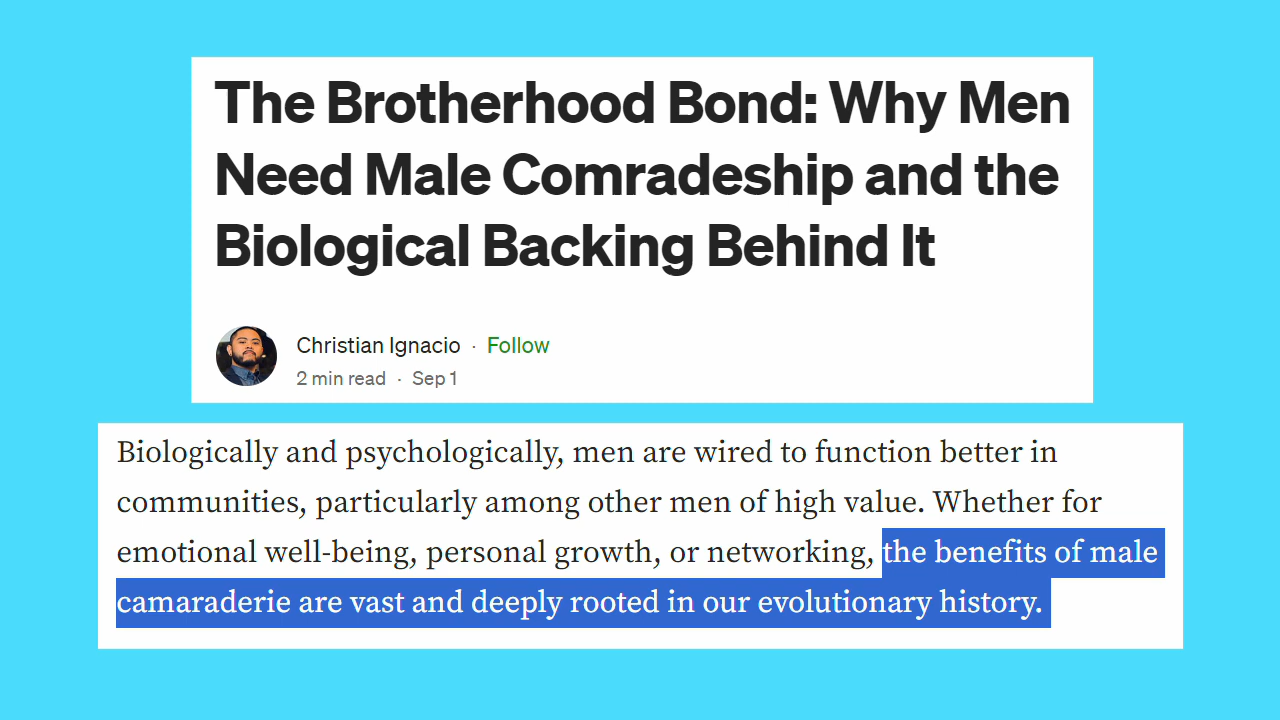 The Brotherhood Bond: Why Men
Need Male Comradeship and the
Biological Backing Behind It
Christian Ignacio · Follow
2 min read · Sep 1
Biologically and psychologically, men are wired to function better in
communities, particularly among other men of high value. Whether for
emotional well-being, personal growth, or networking, the benefits of male
camaraderie are vast and deeply rooted in our evolutionary history.